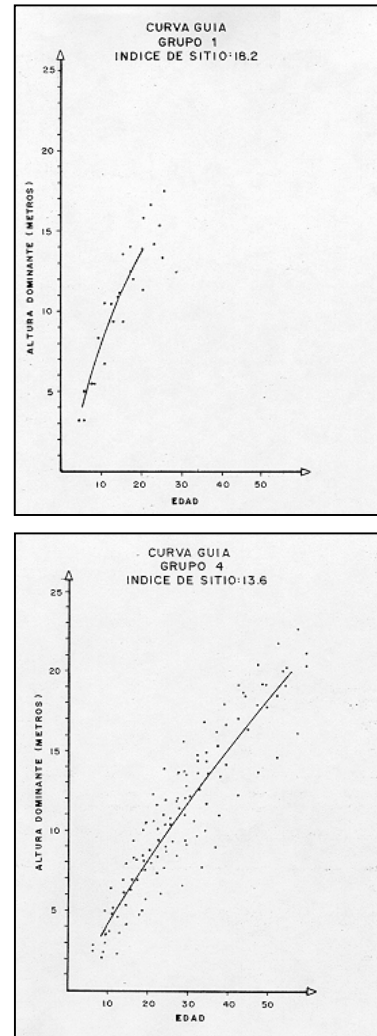 CURVA GUIA
GRUPO 1
INDICE DE SITIO:18.2
25
20
15
10
5
ALTURA DOMINANTE (METROS)
10 20 30 40 50
EDAD
CURVA GUIA
GRUPO 4
INDICE DE SITIO:13.6
25
20
15
10
5
ALTURA DOMINANTE (METROS)
10 20 30 40 50
EDAD